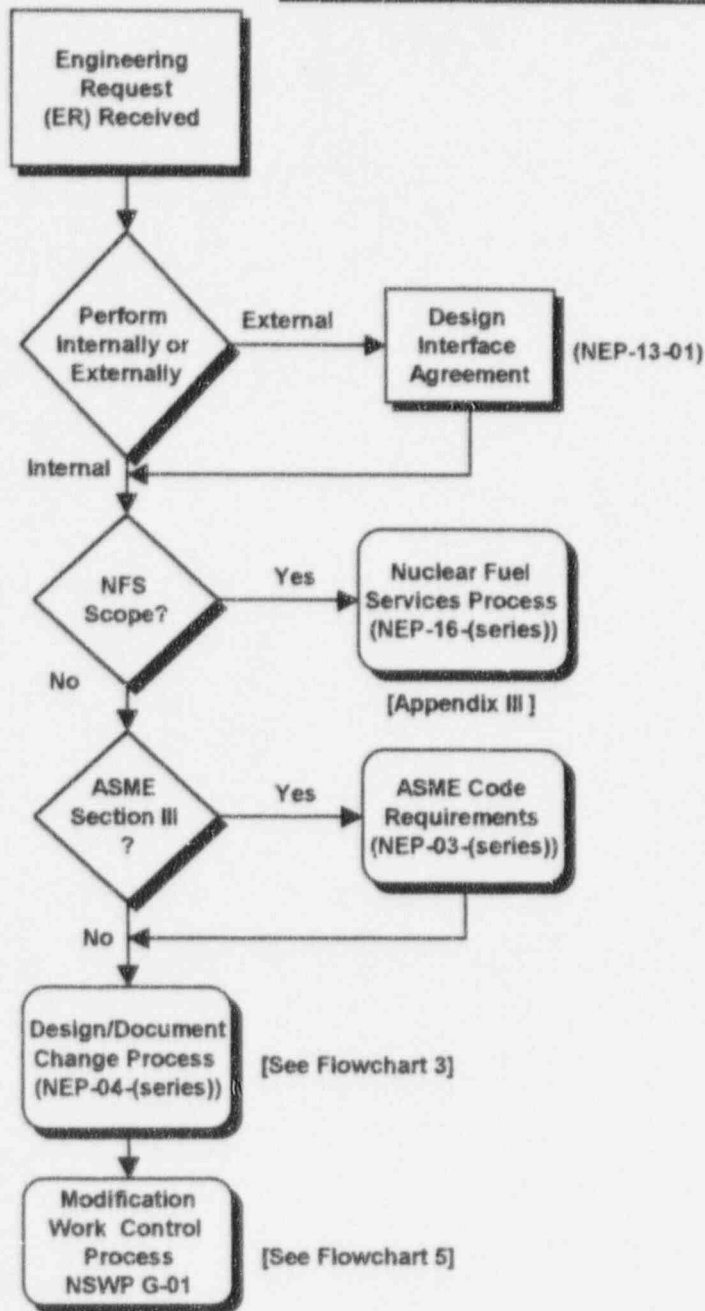 Engineering
Request
(ER) Received
Perform
Internally or
Externally
External
Design
Interface
Agreement
(NEP-13-01)
Internal
NFS
Scope?
Yes
Nuclear Fuel
Services Process
(NEP-16-(series))
[Appendix III ]
No
ASME
Section III
?
Yes
ASME Code
Requirements
(NEP-03-(series))
No
Design/Document
Change Process
(NEP-04-(series))
[See Flowchart 3]
Modification
Work Control
Process
NSWP G-01
[See Flowchart 5]